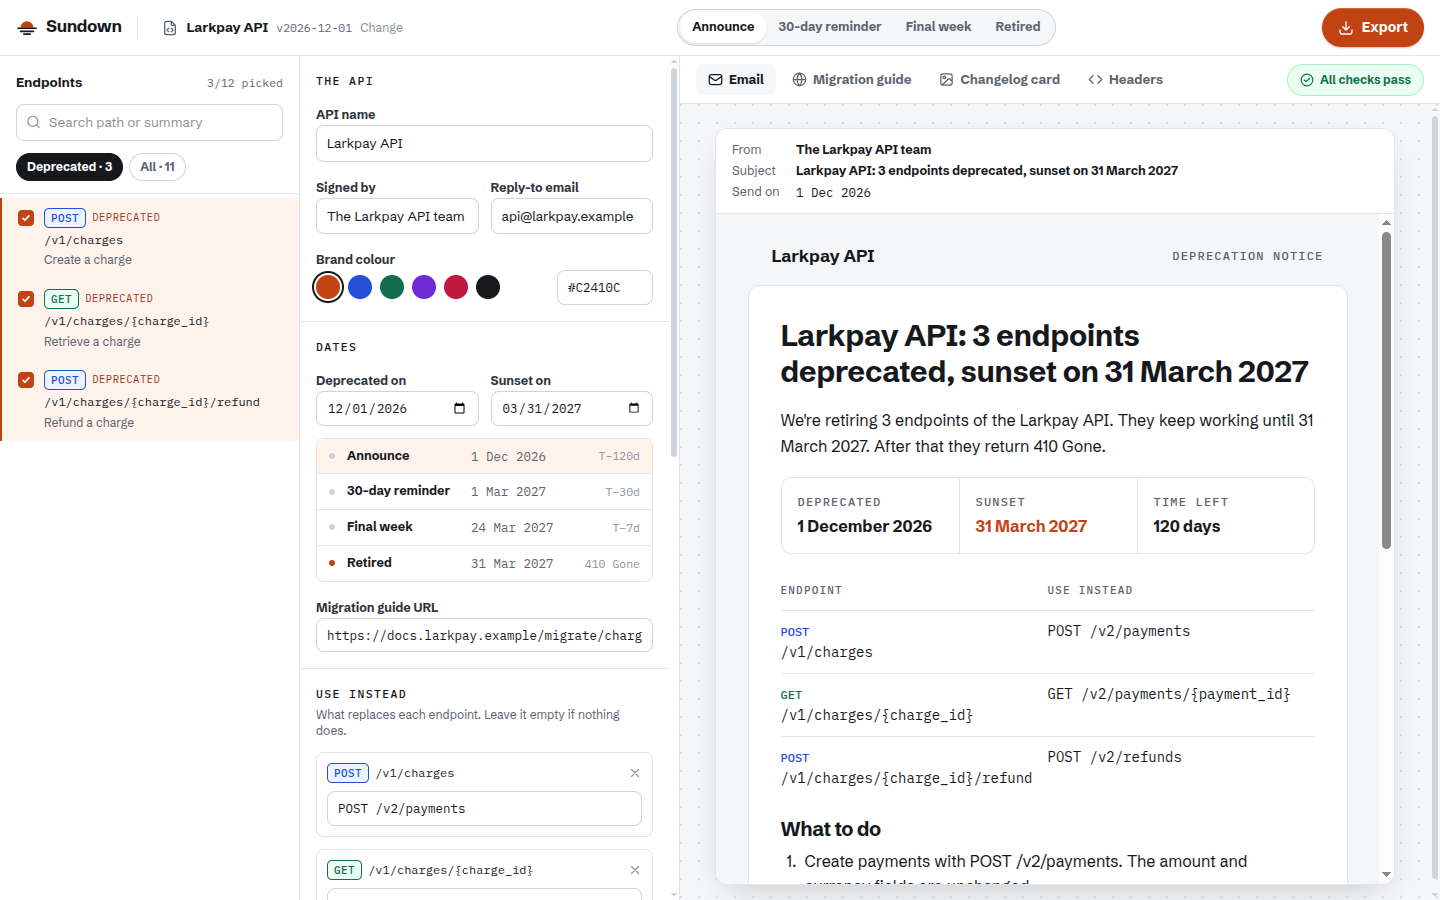 Sundown
Larkpay API v2026-12-01 Change
Announce 30-day reminder Final week Retired
Export
Endpoints 3/12 picked
Search path or summary
Deprecated · 3 All · 11
POST DEPRECATED
/v1/charges
Create a charge
GET DEPRECATED
/v1/charges/{charge_id}
Retrieve a charge
POST DEPRECATED
/v1/charges/{charge_id}/refund
Refund a charge
THE API
API name
Larkpay API
Signed by Reply-to email
The Larkpay API team api@larkpay.example
Brand colour
#C2410C
DATES
Deprecated on Sunset on
12/01/2026 03/31/2027
Announce 1 Dec 2026 T−120d
30-day reminder 1 Mar 2027 T−30d
Final week 24 Mar 2027 T−7d
Retired 31 Mar 2027 410 Gone
Migration guide URL
https://docs.larkpay.example/migrate/charg
USE INSTEAD
What replaces each endpoint. Leave it empty if nothing
does.
POST /v1/charges
POST /v2/payments
GET /v1/charges/{charge_id}
Email Migration guide Changelog card Headers
All checks pass
From The Larkpay API team
Subject Larkpay API: 3 endpoints deprecated, sunset on 31 March 2027
Send on 1 Dec 2026
Larkpay API DEPRECATION NOTICE
Larkpay API: 3 endpoints
deprecated, sunset on 31 March 2027
We're retiring 3 endpoints of the Larkpay API. They keep working until 31
March 2027. After that they return 410 Gone.
DEPRECATED SUNSET TIME LEFT
1 December 2026 31 March 2027 120 days
ENDPOINT USE INSTEAD
POST POST /v2/payments
/v1/charges
GET GET /v2/payments/{payment_id}
/v1/charges/{charge_id}
POST POST /v2/refunds
/v1/charges/{charge_id}/refund
What to do
1. Create payments with POST /v2/payments. The amount and
currency fields are unchanged.